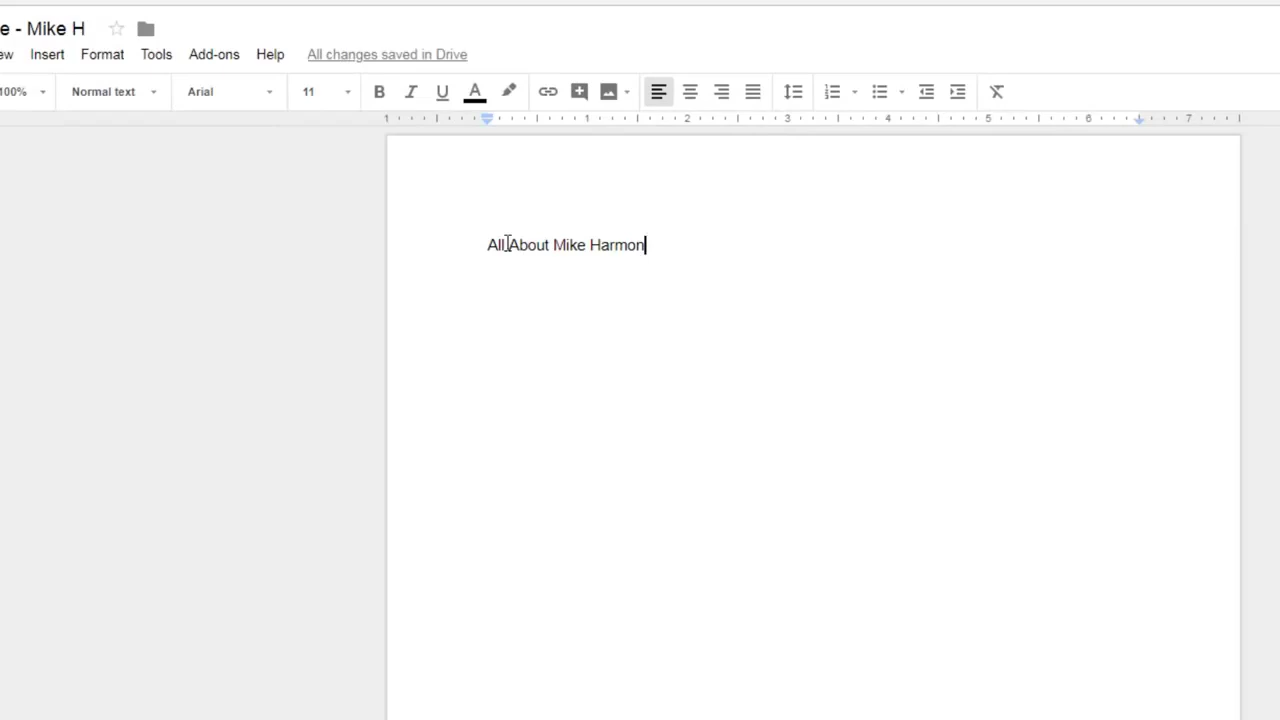 e - Mike H
ew Insert Format Tools Add-ons Help All changes saved in Drive
100% Normal text Arial 11 B I U A
1 1 2 3 4 5 6 7
All About Mike Harmon